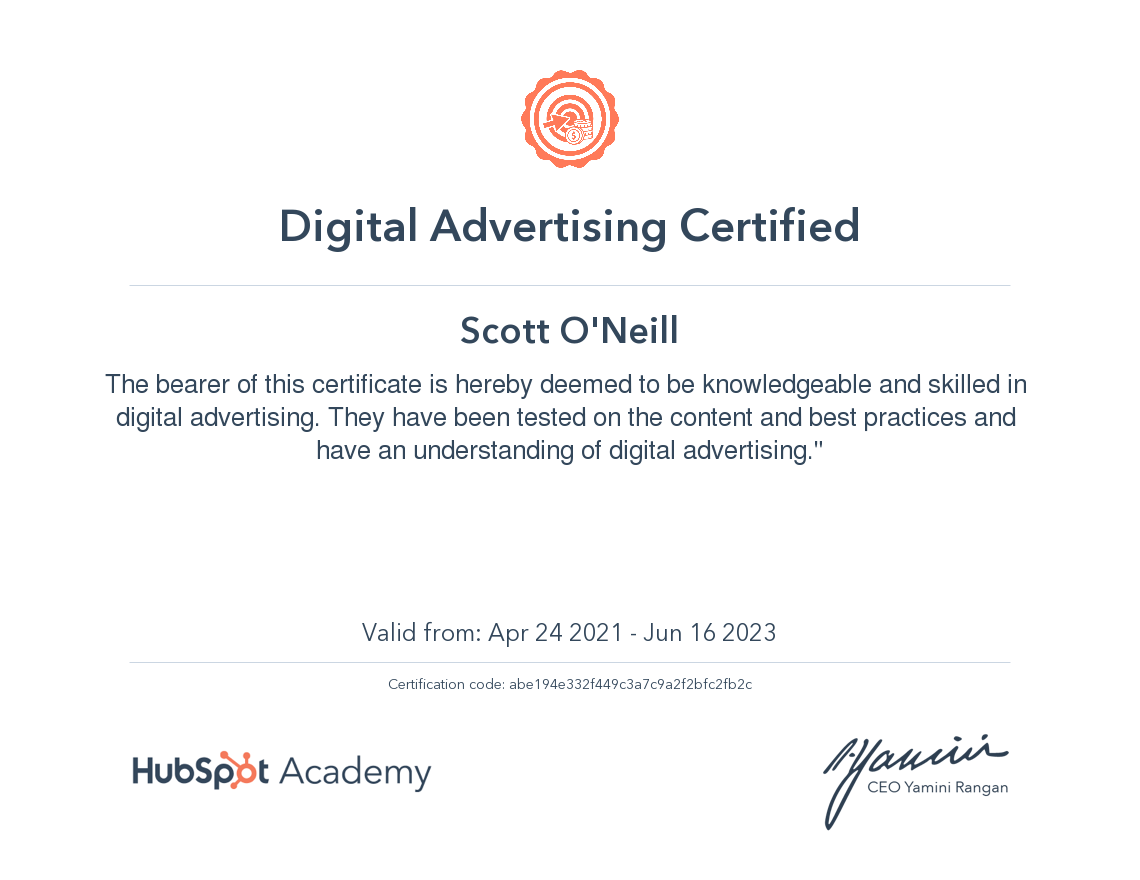 Digital Advertising Certified
Scott O'Neill
The bearer of this certificate is hereby deemed to be knowledgeable and skilled in
digital advertising. They have been tested on the content and best practices and
have an understanding of digital advertising."
Valid from: Apr 24 2021 - Jun 16 2023
Certification code: abe194e332f449c3a7c9a2f2bfc2fb2c
HubSpot Academy
CEO Yamini Rangan